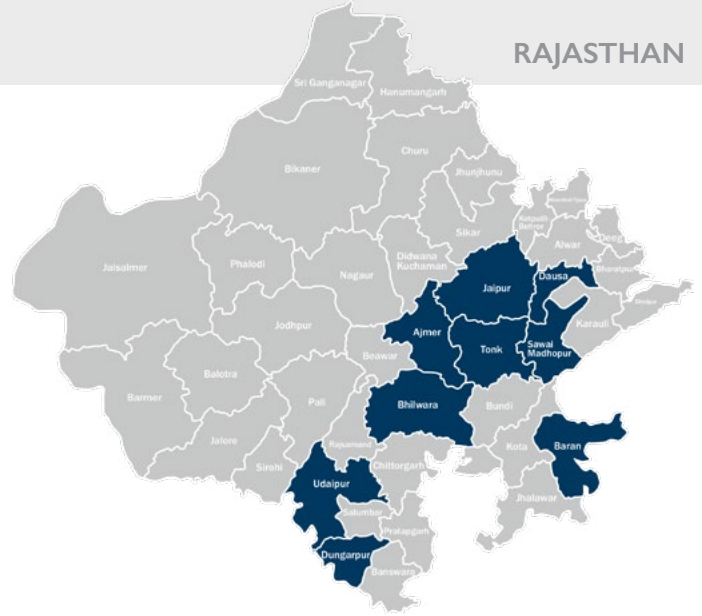 RAJASTHAN
Sri Ganganagar
Hanumangarh
Churu
Bikaner
Jhunjhunu
Sikar
Alwar
Deeg
Jaisalmer
Phalodi
Nagaur
Didwana
Kuchaman
Jaipur
Dausa
Bharatpur
Jodhpur
Ajmer
Tonk
Sawai
Madhopur
Karauli
Beawar
Barmer
Balotra
Pali
Bhilwara
Bundi
Jalore
Sirohi
Rajsamand
Chittorgarh
Kota
Baran
Udaipur
Salumbar
Jhalawar
Pratapgarh
Dungarpur
Banswara